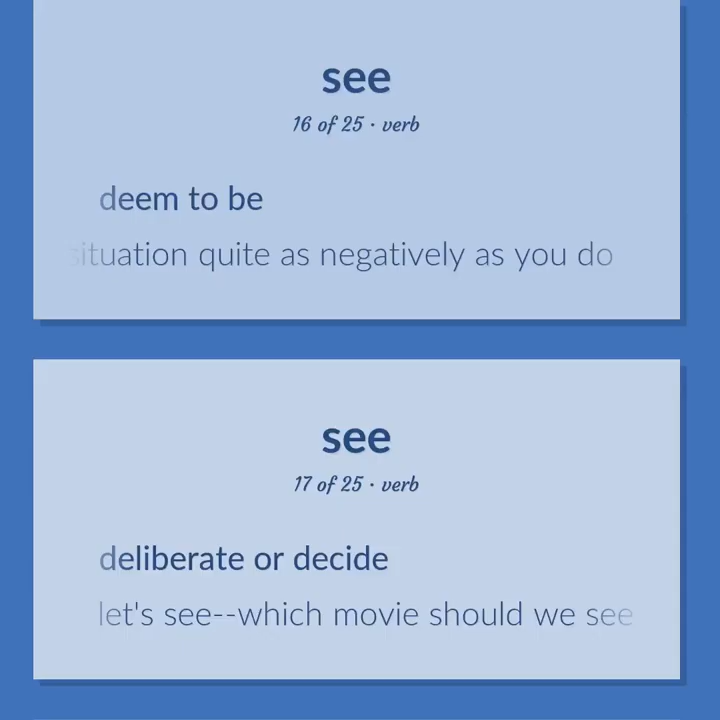 see
16 of 25 · verb
deem to be
situation quite as negatively as you do
see
17 of 25 · verb
deliberate or decide
let's see--which movie should we see